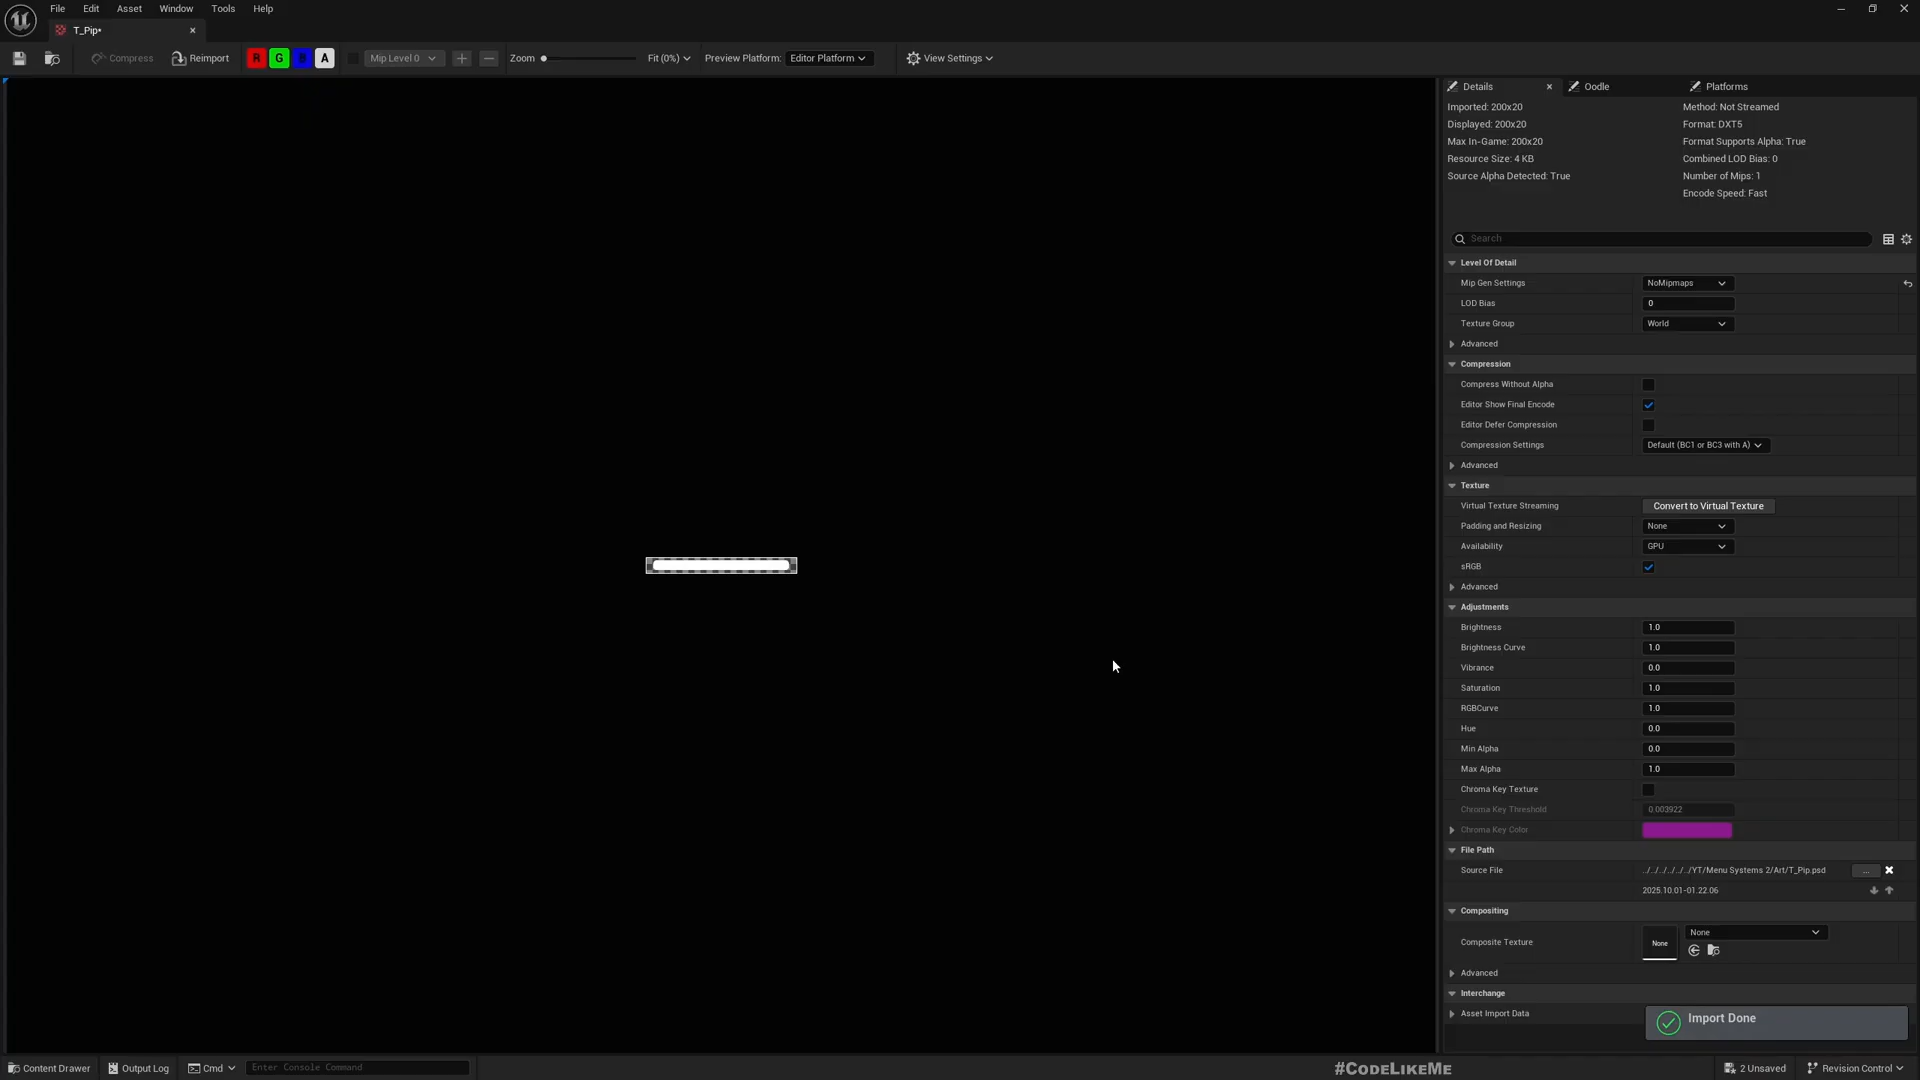 File Edit Asset Window Tools Help
T_Pip*
Compress Reimport R G B A Mip Level 0 Zoom Fit (0%) Preview Platform: Editor Platform View Settings
Details Oodle Platforms
Imported: 200x20 Method: Not Streamed
Displayed: 200x20 Format: DXT5
Max In-Game: 200x20 Format Supports Alpha: True
Resource Size: 4 KB Combined LOD Bias: 0
Source Alpha Detected: True Number of Mips: 1
Encode Speed: Fast
Search
Level Of Detail
Mip Gen Settings NoMipmaps
LOD Bias 0
Texture Group World
Advanced
Compression
Compress Without Alpha
Editor Show Final Encode
Editor Defer Compression
Compression Settings Default (BC1 or BC3 with A)
Advanced
Texture
Virtual Texture Streaming Convert to Virtual Texture
Padding and Resizing None
Availability GPU
sRGB
Advanced
Adjustments
Brightness 1.0
Brightness Curve 1.0
Vibrance 0.0
Saturation 1.0
RGBCurve 1.0
Hue 0.0
Min Alpha 0.0
Max Alpha 1.0
Chroma Key Texture
Chroma Key Threshold 0.003922
Chroma Key Color
File Path
Source File ../../../../../../YT/Menu Systems 2/Art/T_Pip.psd ...
2025.10.01-01.22.06
Compositing
Composite Texture None None
Advanced
Interchange
Asset Import Data
Import Done
Content Drawer Output Log Cmd Enter Console Command #CODELIKEME 2 Unsaved Revision Control